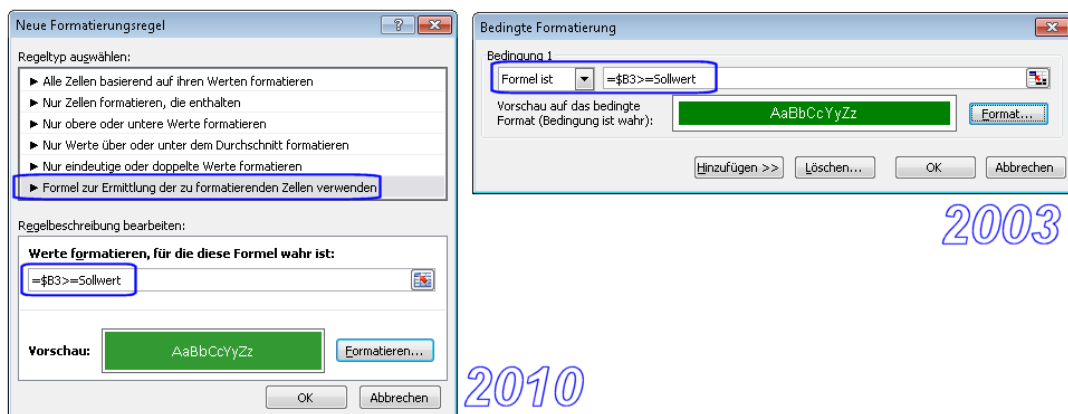 Neue Formatierungsregel
Regeltyp auswählen:
► Alle Zellen basierend auf ihren Werten formatieren
► Nur Zellen formatieren, die enthalten
► Nur obere oder untere Werte formatieren
► Nur Werte über oder unter dem Durchschnitt formatieren
► Nur eindeutige oder doppelte Werte formatieren
► Formel zur Ermittlung der zu formatierenden Zellen verwenden
Regelbeschreibung bearbeiten:
Werte formatieren, für die diese Formel wahr ist:
=$B3>=Sollwert
Vorschau:
AaBbCcYyZz
Formatieren...
OK
Abbrechen
2010
Bedingte Formatierung
Bedingung 1
Formel ist
=$B3>=Sollwert
Vorschau auf das bedingte
Format (Bedingung ist wahr):
AaBbCcYyZz
Format...
Hinzufügen >>
Löschen...
OK
Abbrechen
2003